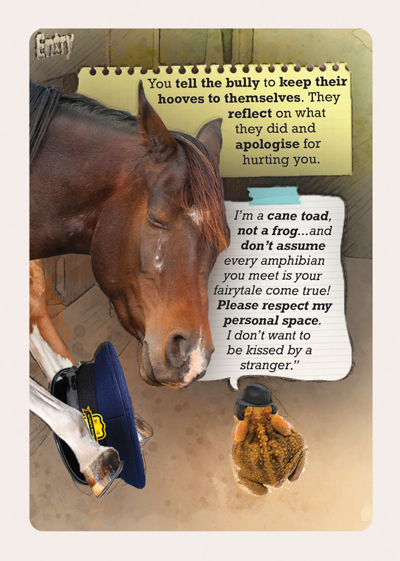 Entry
You tell the bully to keep their
hooves to themselves. They
reflect on what
they did and
apologise for
hurting you.
I'm a cane toad,
not a frog...and
don't assume
every amphibian
you meet is your
fairytale come true!
Please respect my
personal space.
I don't want to
be kissed by a
stranger.”